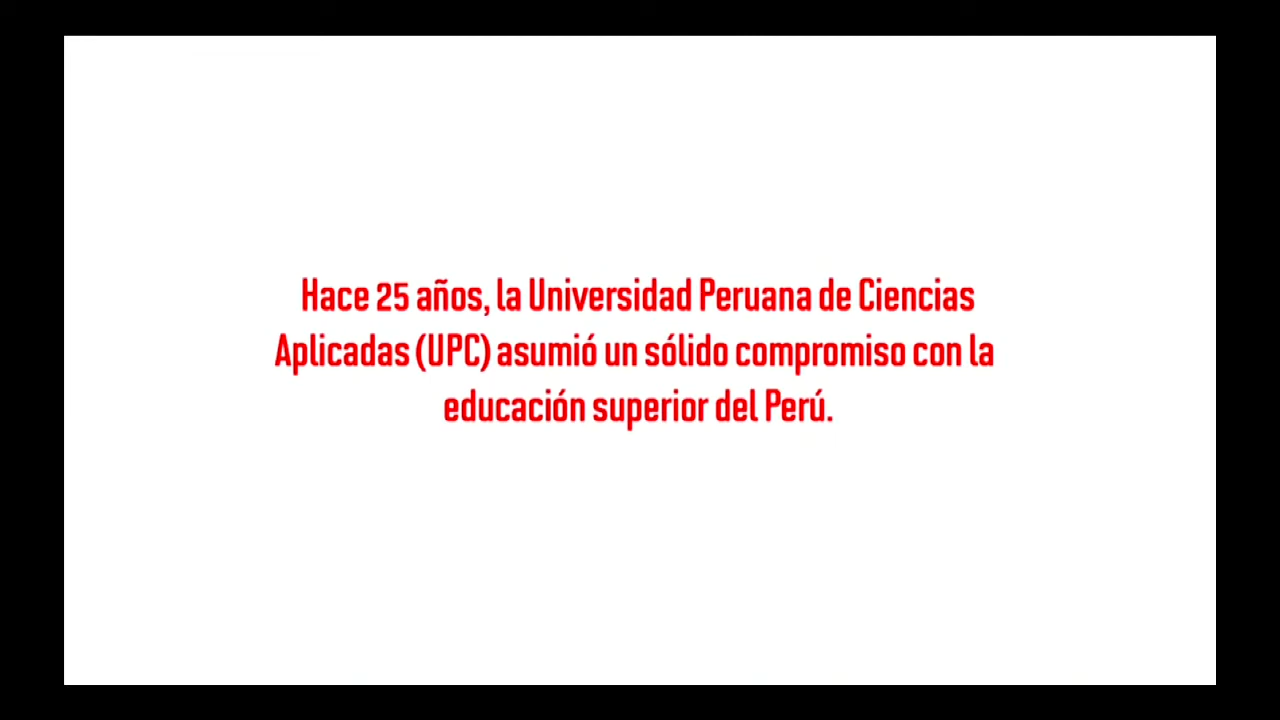 Hace 25 años, la Universidad Peruana de Ciencias
Aplicadas (UPC) asumió un sólido compromiso con la
educación superior del Perú.